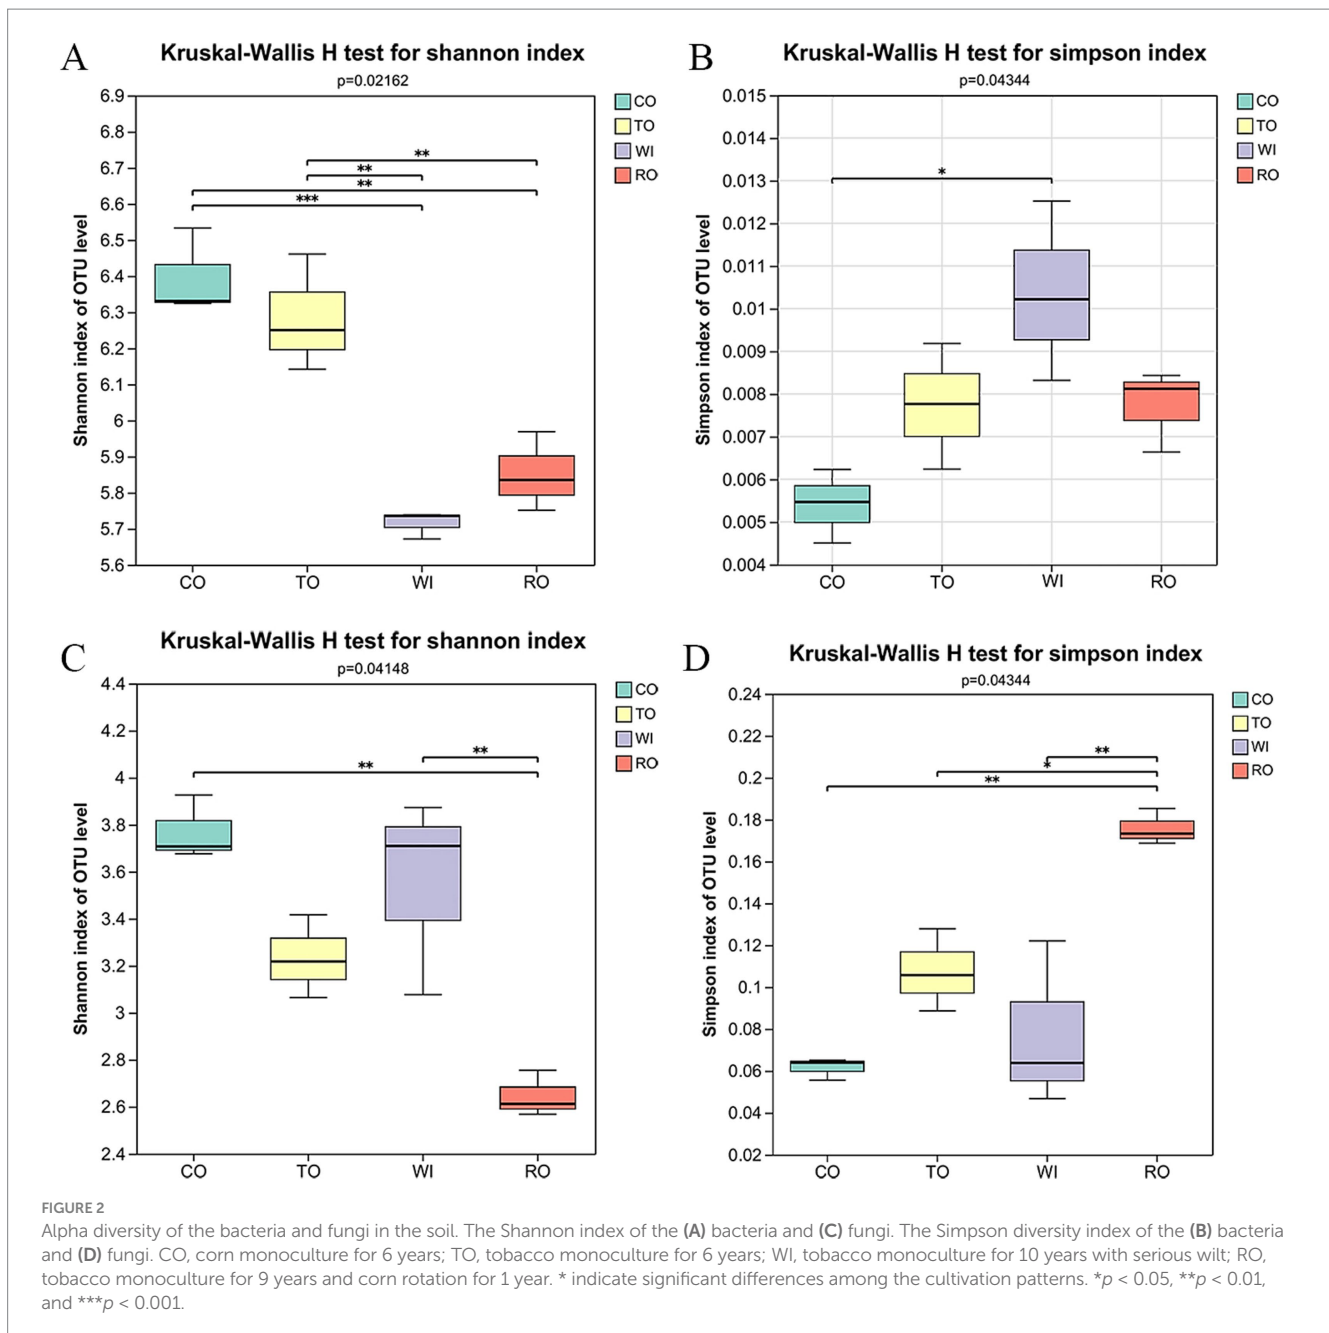 A
Kruskal-Wallis H test for shannon index
p=0.02162
6.9
6.8
6.7
6.6
6.5
6.4
6.3
6.2
6.1
6
5.9
5.8
5.7
5.6
Shannon index of OTU level
**
**
**
***
CO
TO
WI
RO
CO
TO
WI
RO
B
Kruskal-Wallis H test for simpson index
p=0.04344
0.015
0.014
0.013
0.012
0.011
0.01
0.009
0.008
0.007
0.006
0.005
0.004
Simpson index of OTU level
*
CO
TO
WI
RO
CO
TO
WI
RO
C
Kruskal-Wallis H test for shannon index
p=0.04148
4.4
4.2
4
3.8
3.6
3.4
3.2
3
2.8
2.6
2.4
Shannon index of OTU level
**
**
CO
TO
WI
RO
CO
TO
WI
RO
D
Kruskal-Wallis H test for simpson index
p=0.04344
0.24
0.22
0.2
0.18
0.16
0.14
0.12
0.1
0.08
0.06
0.04
0.02
Simpson index of OTU level
**
*
**
CO
TO
WI
RO
CO
TO
WI
RO
FIGURE 2
Alpha diversity of the bacteria and fungi in the soil. The Shannon index of the (A) bacteria and (C) fungi. The Simpson diversity index of the (B) bacteria
and (D) fungi. CO, corn monoculture for 6 years; TO, tobacco monoculture for 6 years; WI, tobacco monoculture for 10 years with serious wilt; RO,
tobacco monoculture for 9 years and corn rotation for 1 year. * indicate significant differences among the cultivation patterns. *p < 0.05, **p < 0.01,
and ***p < 0.001.